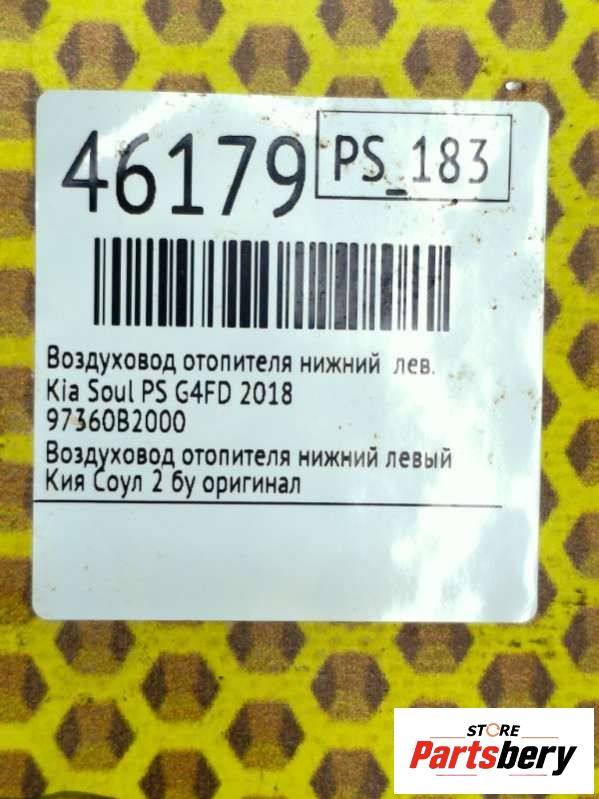 46179
PS_183
Воздуховод отопителя нижний лев.
Kia Soul PS G4FD 2018
97360B2000
Воздуховод отопителя нижний левый
Кия Соул 2 бу оригинал
STORE
Partsbery